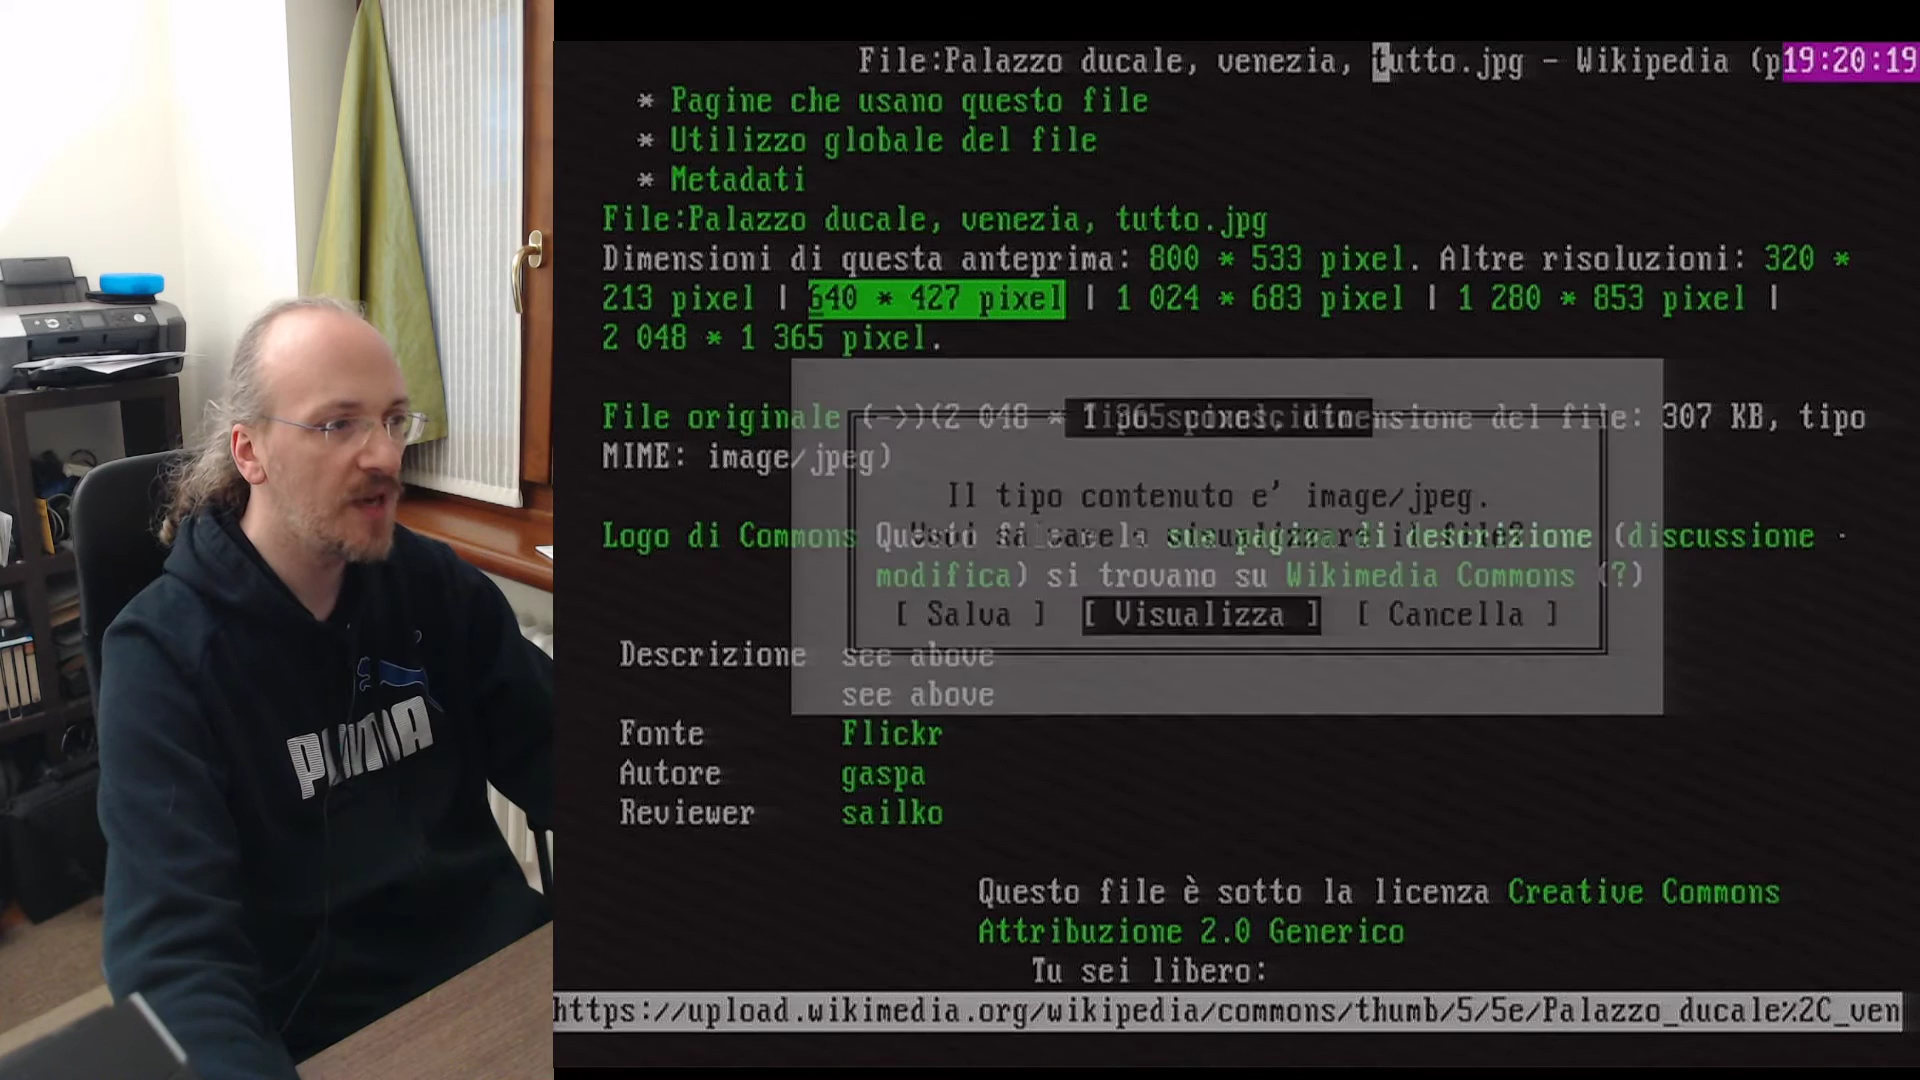 File:Palazzo ducale, venezia, tutto.jpg - Wikipedia (p19:20:19
* Pagine che usano questo file
* Utilizzo globale del file
* Metadati
File:Palazzo ducale, venezia, tutto.jpg
Dimensioni di questa anteprima: 800 * 533 pixel. Altre risoluzioni: 320 *
213 pixel | 640 * 427 pixel | 1 024 * 683 pixel | 1 280 * 853 pixel |
2 048 * 1 365 pixel.
File originale (->)(2 048 * dimensione del file: 307 KB, tipo
MIME: image/jpeg)
Il tipo contenuto e' image/jpeg.
Logo di Commons descrizione (discussione ·
modifica) si trovano su Wikimedia Commons (?)
[ Salva ] [ Visualizza ] [ Cancella ]
Descrizione see above
see above
Fonte Flickr
Autore gaspa
Reviewer sailko
Questo file è sotto la licenza Creative Commons
Attribuzione 2.0 Generico
Tu sei libero:
https://upload.wikimedia.org/wikipedia/commons/thumb/5/5e/Palazzo_ducale%2C_ven
PUMA